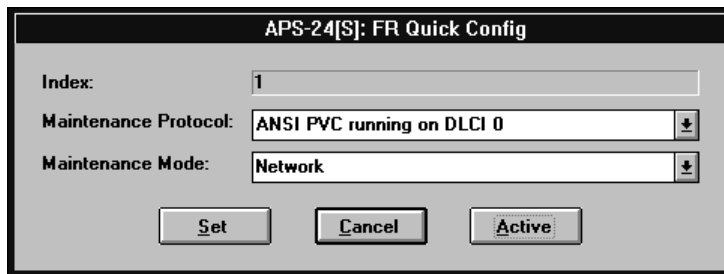 APS-24[S]: FR Quick Config
Index: 1
Maintenance Protocol: ANSI PVC running on DLCI 0
Maintenance Mode: Network
Set Cancel Active